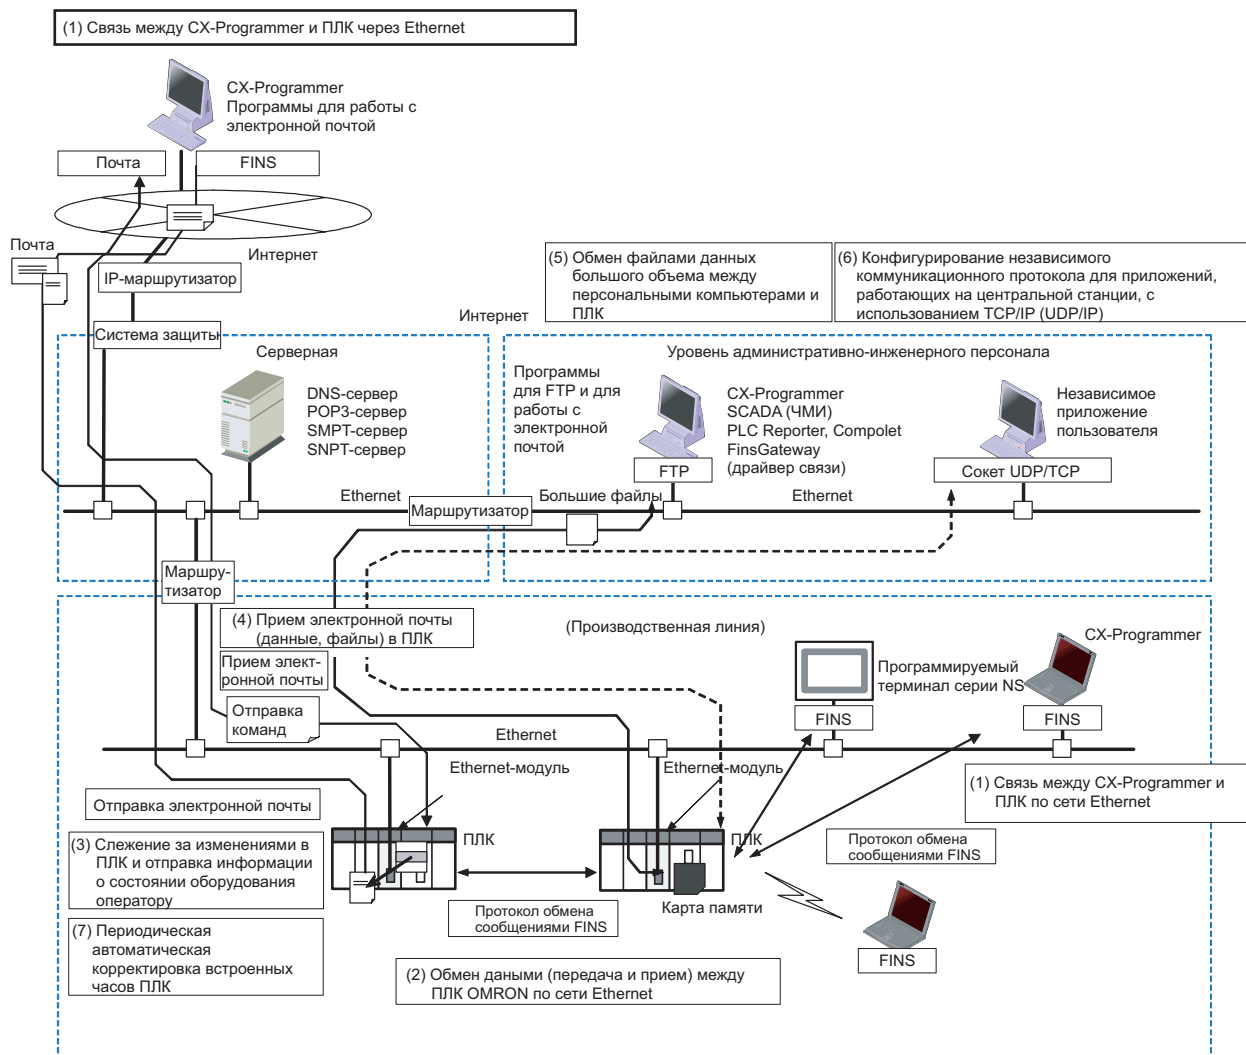 (1) Связь между CX-Programmer и ПЛК через Ethernet
CX-Programmer
Программы для работы с
электронной почтой
Почта
FINS
Почта
Интернет
IP-маршрутизатор
Система защиты
(5) Обмен файлами данных
большого объема между
персональными компьютерами и
ПЛК
(6) Конфигурирование независимого
коммуникационного протокола для приложений,
работающих на центральной станции, с
использованием TCP/IP (UDP/IP)
Интернет
Серверная
DNS-сервер
POP3-сервер
SMPT-сервер
SNPT-сервер
Уровень административно-инженерного персонала
Программы
для FTP и для
работы с
электронной
почтой
CX-Programmer
SCADA (ЧМИ)
PLC Reporter, Compolet
FinsGateway
(драйвер связи)
Независимое
приложение
пользователя
FTP
Сокет UDP/TCP
Ethernet
Маршрутизатор
Большие файлы
Ethernet
Маршру-
тизатор
(4) Прием электронной почты
(данные, файлы) в ПЛК
(Производственная линия)
Прием элект-
ронной почты
Отправка
команд
CX-Programmer
Программируемый
терминал серии NS
FINS
FINS
Ethernet
Ethernet-модуль
Ethernet-модуль
(1) Связь между CX-Programmer и
ПЛК по сети Ethernet
Отправка электронной почты
(3) Слежение за изменениями в
ПЛК и отправка информации
о состоянии оборудования
оператору
ПЛК
ПЛК
Протокол обмена
сообщениями FINS
Карта памяти
Протокол обмена
сообщениями FINS
(7) Периодическая
автоматическая
корректировка встроенных
часов ПЛК
(2) Обмен даными (передача и прием) между
ПЛК OMRON по сети Ethernet
FINS